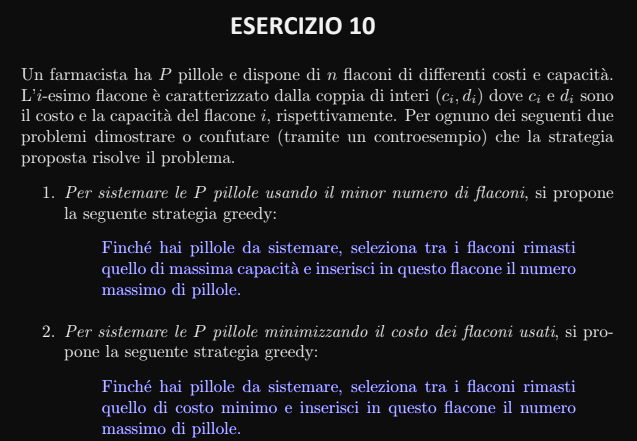 ESERCIZIO 10
Un farmacista ha P pillole e dispone di n flaconi di differenti costi e capacità.
L'i-esimo flacone è caratterizzato dalla coppia di interi (cᵢ, dᵢ) dove cᵢ e dᵢ sono
il costo e la capacità del flacone i, rispettivamente. Per ognuno dei seguenti due
problemi dimostrare o confutare (tramite un controesempio) che la strategia
proposta risolve il problema.
1. Per sistemare le P pillole usando il minor numero di flaconi, si propone
la seguente strategia greedy:
Finché hai pillole da sistemare, seleziona tra i flaconi rimasti
quello di massima capacità e inserisci in questo flacone il numero
massimo di pillole.
2. Per sistemare le P pillole minimizzando il costo dei flaconi usati, si pro-
pone la seguente strategia greedy:
Finché hai pillole da sistemare, seleziona tra i flaconi rimasti
quello di costo minimo e inserisci in questo flacone il numero
massimo di pillole.